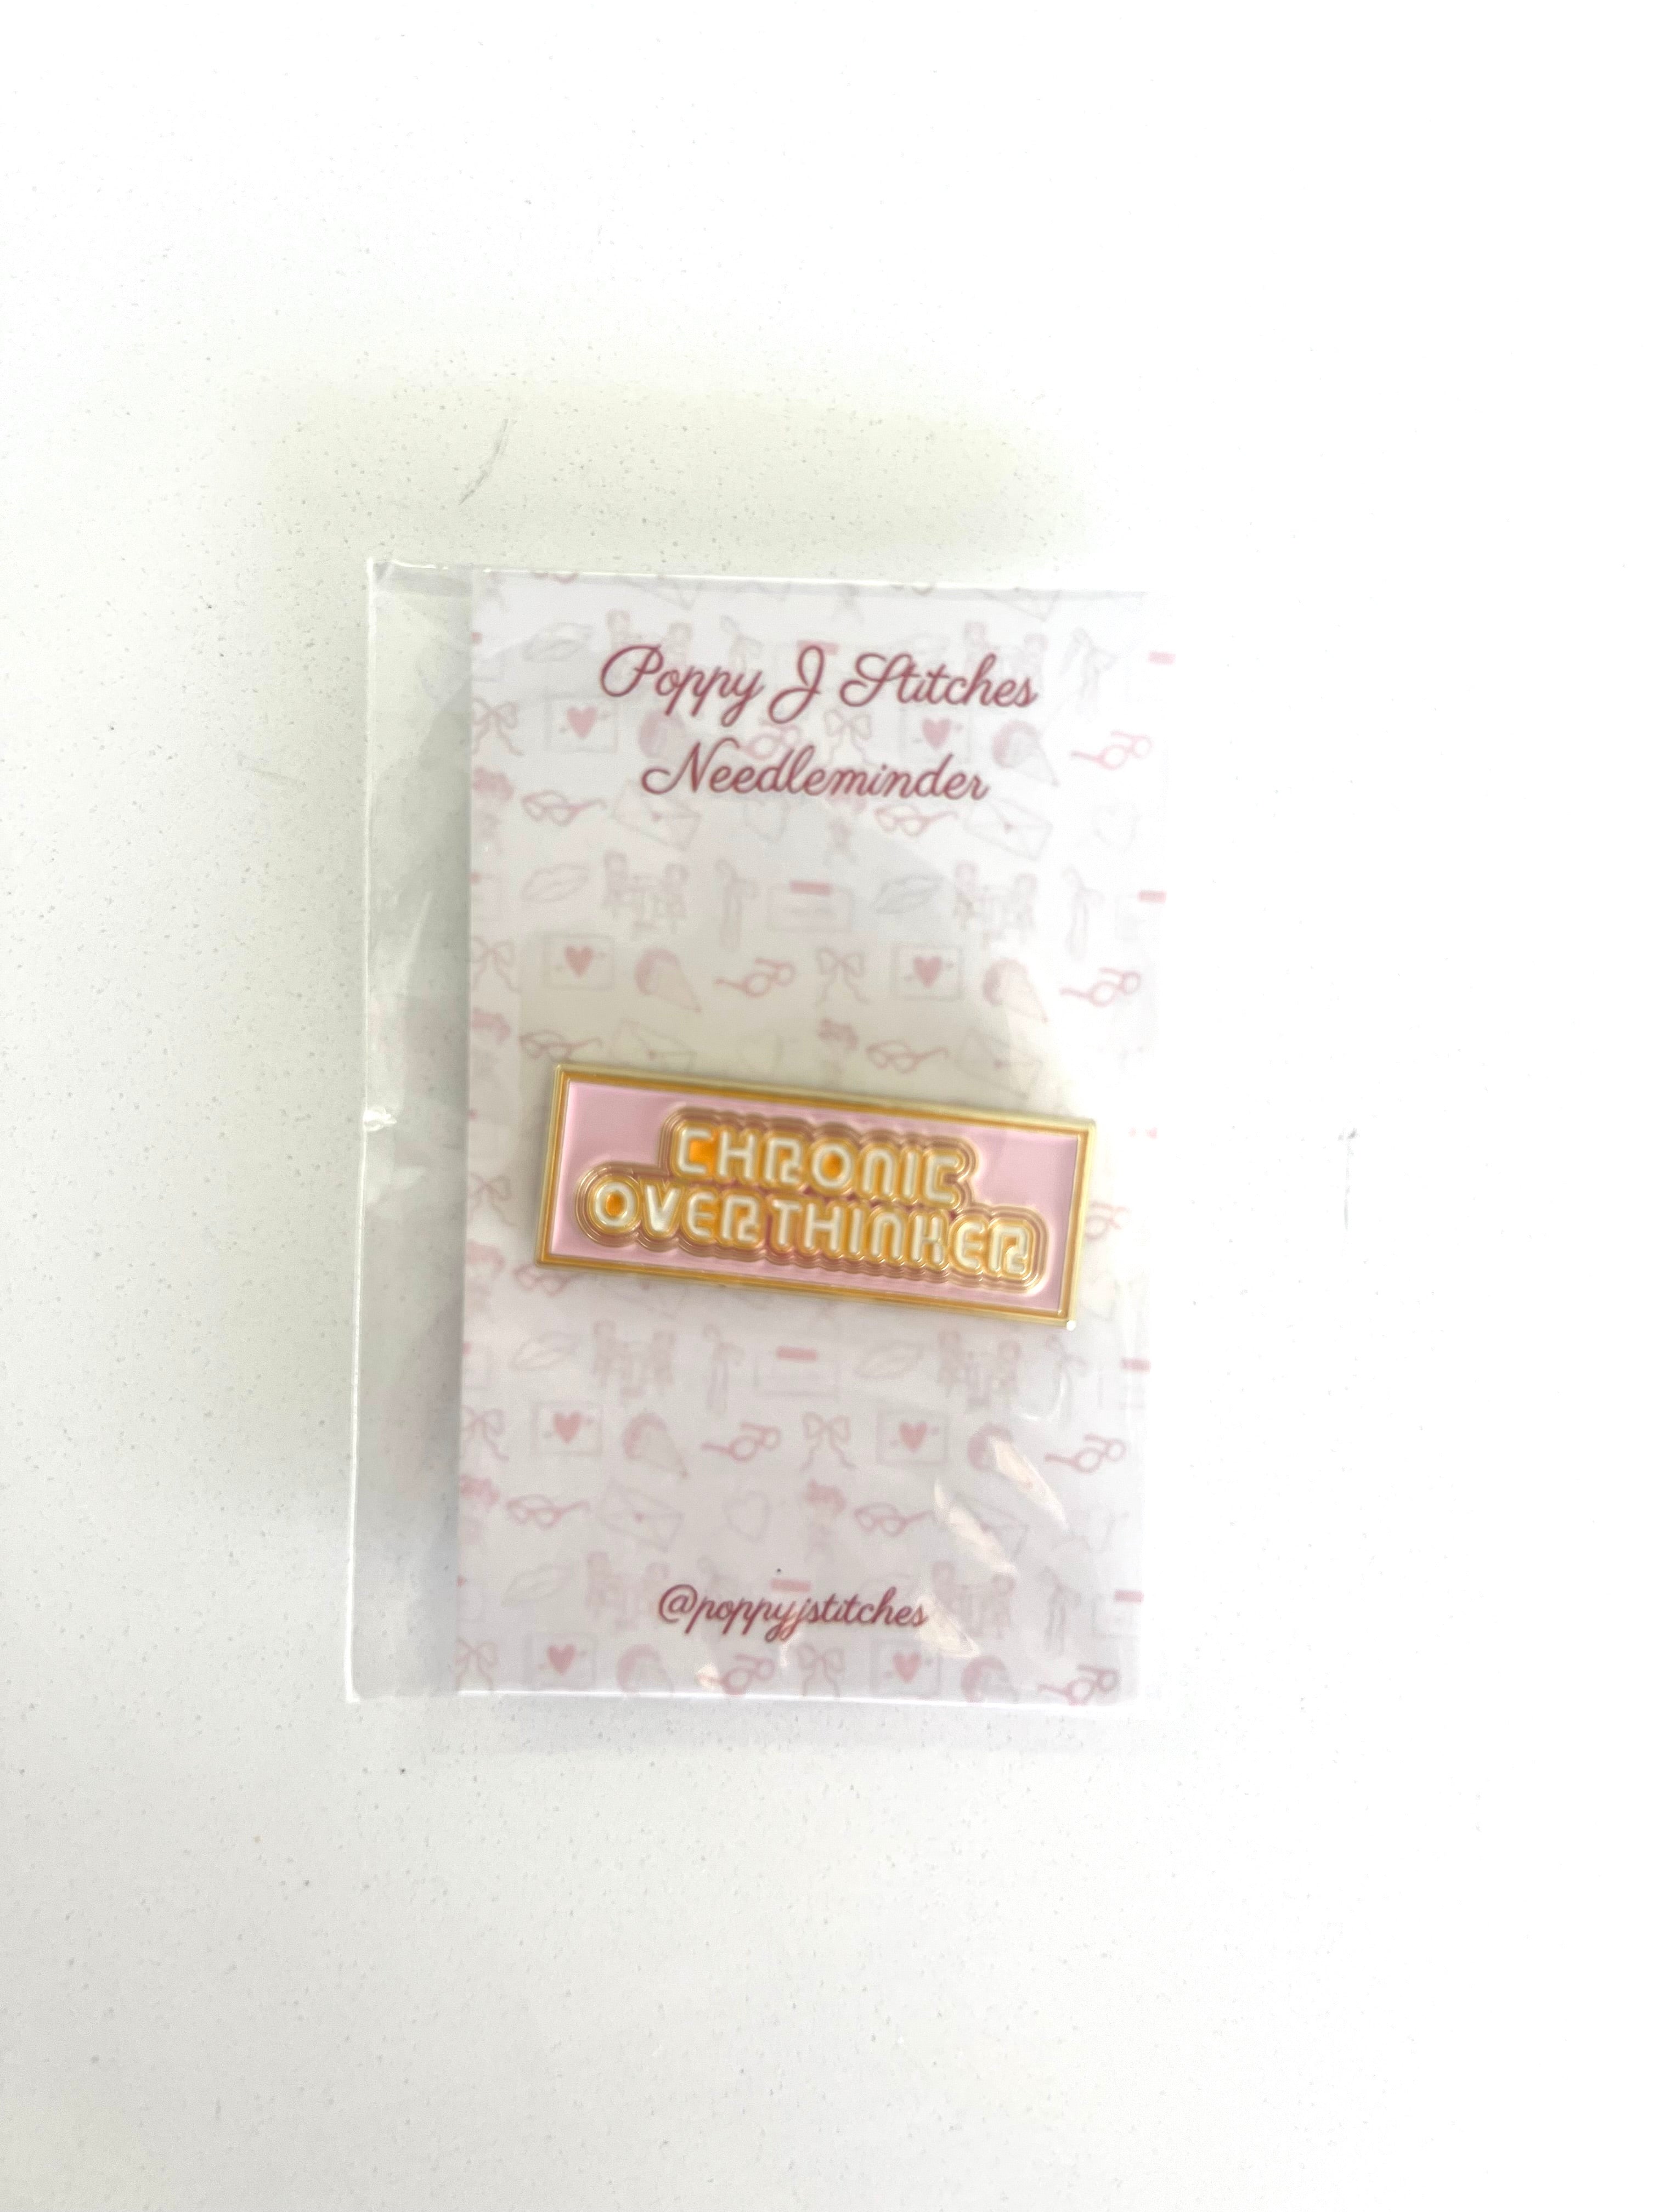 Poppy J Stitches
Needleminder
CHRONIC
OVERTHINKER
@poppyjstitches